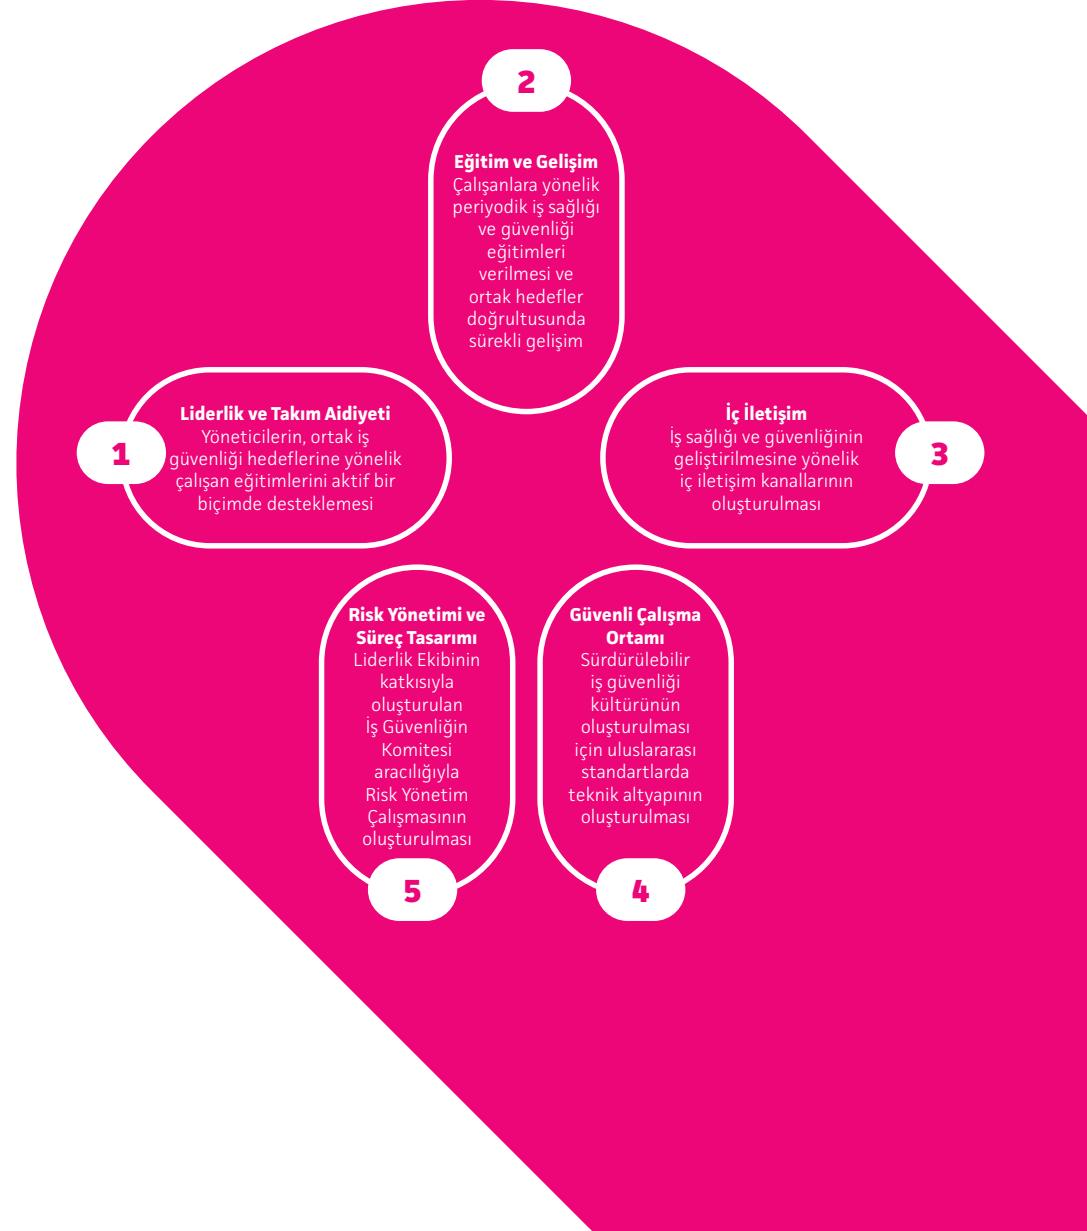 1
Liderlik ve Takım Aidiyeti
Yöneticilerin, ortak iş
güvenliği hedeflerine yönelik
çalışan eğitimlerini aktif bir
biçimde desteklemesi
2
Eğitim ve Gelişim
Çalışanlara yönelik
periyodik iş sağlığı
ve güvenliği
eğitimleri
verilmesi ve
ortak hedefler
doğrultusunda
sürekli gelişim
3
İç İletişim
İş sağlığı ve güvenliğinin
geliştirilmesine yönelik
iç iletişim kanallarının
oluşturulması
4
Güvenli Çalışma
Ortamı
Sürdürülebilir
iş güvenliği
kültürünün
oluşturulması
için uluslararası
standartlarda
teknik altyapının
oluşturulması
5
Risk Yönetimi ve
Süreç Tasarımı
Liderlik Ekibinin
katkısıyla
oluşturulan
İş Güvenliğin
Komitesi
aracılığıyla
Risk Yönetim
Çalışmasının
oluşturulması